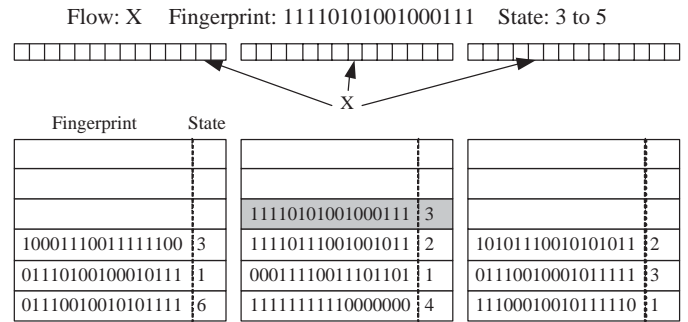 Flow: X Fingerprint: 11110101001000111 State: 3 to 5
X
Fingerprint State
11110101001000111 3
10001110011111100 3 11110111001001011 2 10101110010101011 2
01110100100010111 1 00011110011101101 1 01110010001011111 3
01110010010101111 6 11111111110000000 4 11100010010111110 1